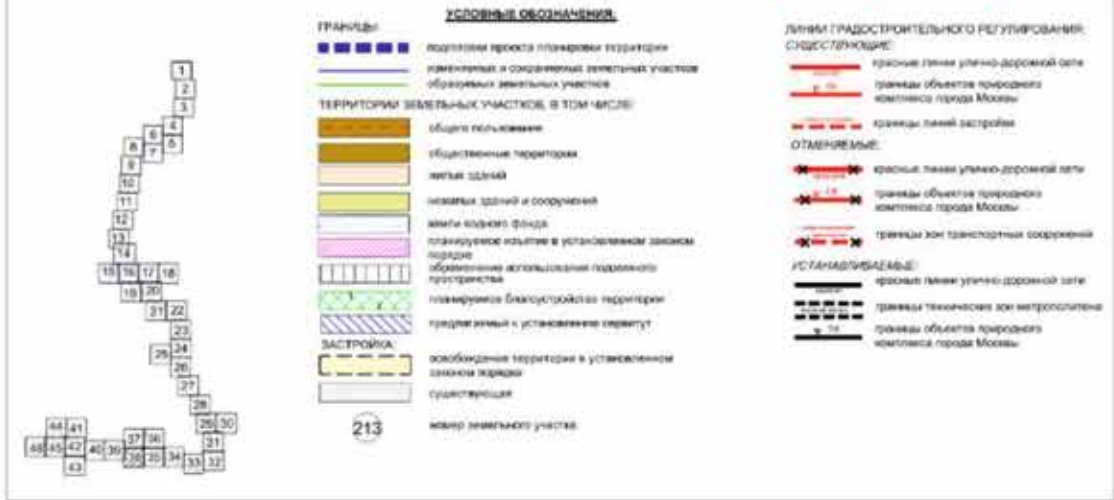 УСЛОВНЫЕ ОБОЗНАЧЕНИЯ:
ГРАНИЦЫ:
подготовки проекта планировки территории
изменяемых и сохраняемых земельных участков
образуемых земельных участков
ТЕРРИТОРИИ ЗЕМЕЛЬНЫХ УЧАСТКОВ, В ТОМ ЧИСЛЕ:
общего пользования
общественные территории
жилых зданий
нежилых зданий и сооружений
земли водного фонда
планируемое изъятие в установленном законом
порядке
обременение использования подземного
пространства
планируемое благоустройство территории
предлагаемый к установлению сервитут
ЗАСТРОЙКА:
освобождение территории в установленном
законом порядке
существующая
213
номер земельного участка
ЛИНИИ ГРАДОСТРОИТЕЛЬНОГО РЕГУЛИРОВАНИЯ:
СУЩЕСТВУЮЩИЕ:
красные линии улично-дорожной сети
границы объектов природного
комплекса города Москвы
границы линий застройки
ОТМЕНЯЕМЫЕ:
красные линии улично-дорожной сети
границы объектов природного
комплекса города Москвы
границы зон транспортных сооружений
УСТАНАВЛИВАЕМЫЕ:
красные линии улично-дорожной сети
границы технических зон метрополитена
границы объектов природного
комплекса города Москвы
1
2
3
4
6
5
8
7
9
10
11
12
13
14
15 16 17 18
19 20
21 22
23
25 24
26
27
28
29 30
44 41
37 36
31
45 42 40 39
38 35 34 33 32
43